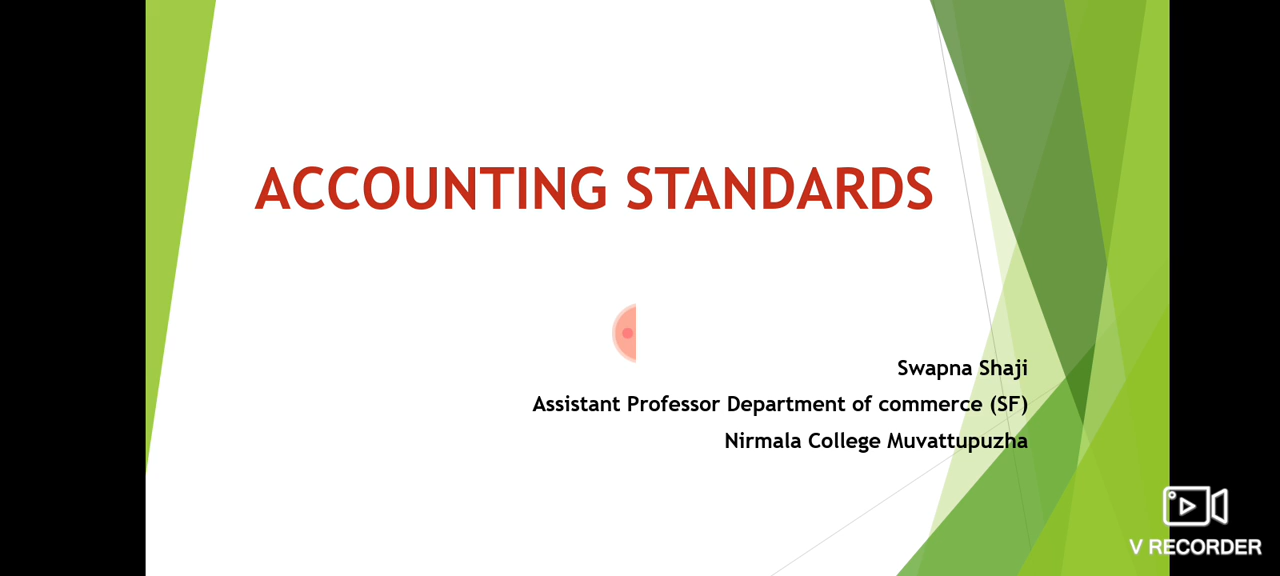 ACCOUNTING STANDARDS
Swapna Shaji
Assistant Professor Department of commerce (SF)
Nirmala College Muvattupuzha
V RECORDER